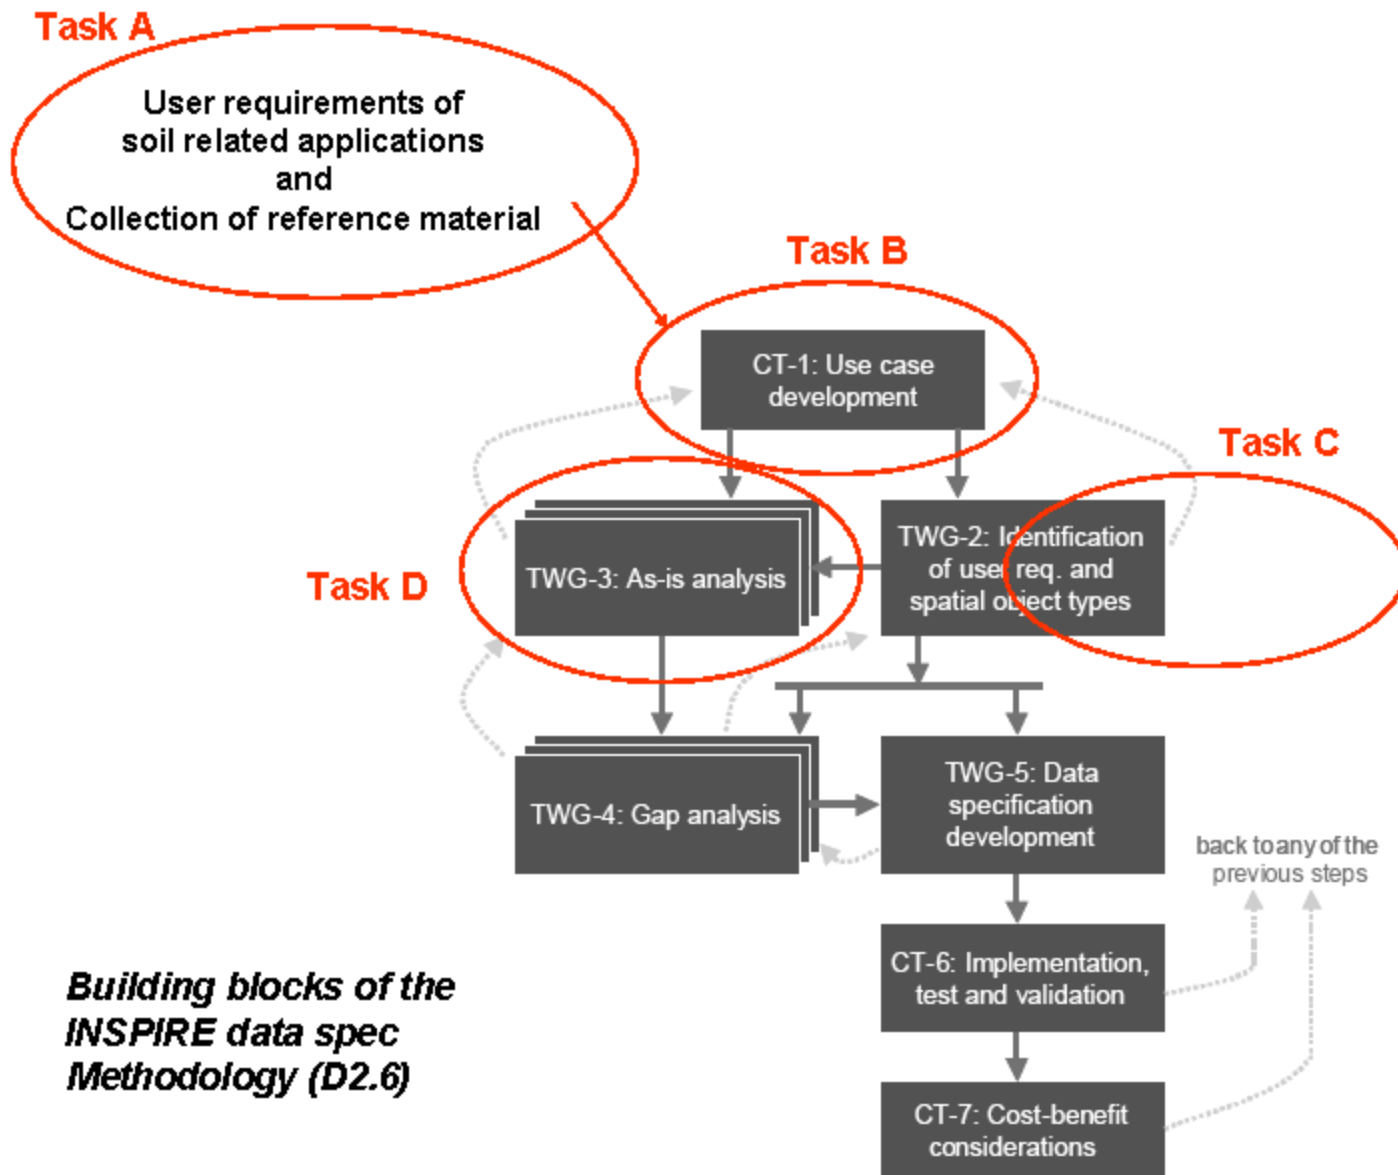 Task A
User requirements of
soil related applications
and
Collection of reference material
Task B
CT-1: Use case
development
Task C
TWG-2: Identification
of user req. and
spatial object types
TWG-3: As-is analysis
Task D
TWG-4: Gap analysis
TWG-5: Data
specification
development
back to any of the
previous steps
CT-6: Implementation,
test and validation
Building blocks of the
INSPIRE data spec
Methodology (D2.6)
CT-7: Cost-benefit
considerations